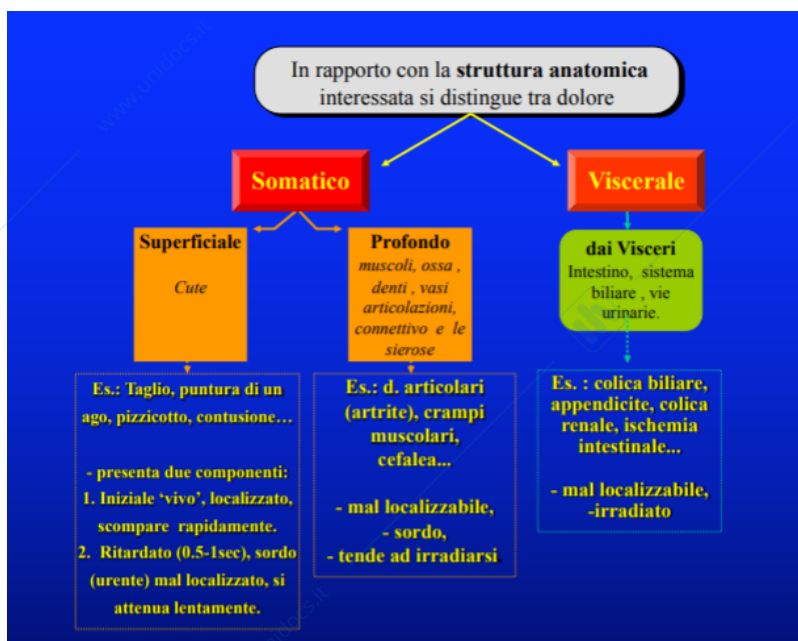 www.unidocs.it
In rapporto con la struttura anatomica
interessata si distingue tra dolore
Somatico
Viscerale
Superficiale
Cute
Profondo
muscoli, ossa ,
denti , vasi
articolazioni,
connettivo e le
sierose
dai Visceri
Intestino, sistema
biliare , vie
urinarie.
Es.: Taglio, puntura di un
ago, pizzicotto, contusione…
- presenta due componenti:
1. Iniziale ‘vivo’, localizzato,
scompare rapidamente.
2. Ritardato (0.5-1sec), sordo
(urente) mal localizzato, si
attenua lentamente.
Es.: d. articolari
(artrite), crampi
muscolari,
cefalea...
- mal localizzabile,
- sordo,
- tende ad irradiarsi
Es. : colica biliare,
appendicite, colica
renale, ischemia
intestinale...
- mal localizzabile,
-irradiato